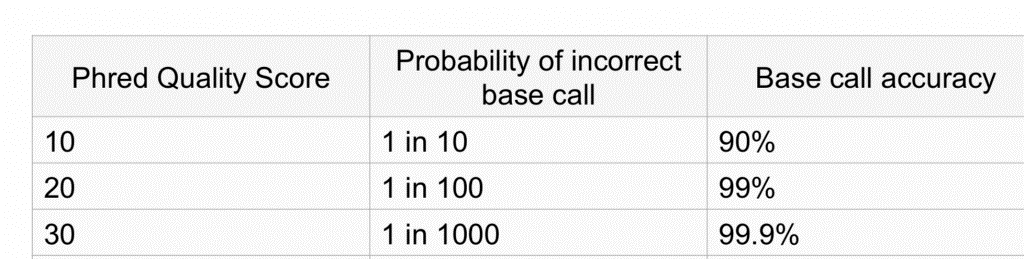 Phred Quality Score
Probability of incorrect
base call
Base call accuracy
10
1 in 10
90%
20
1 in 100
99%
30
1 in 1000
99.9%